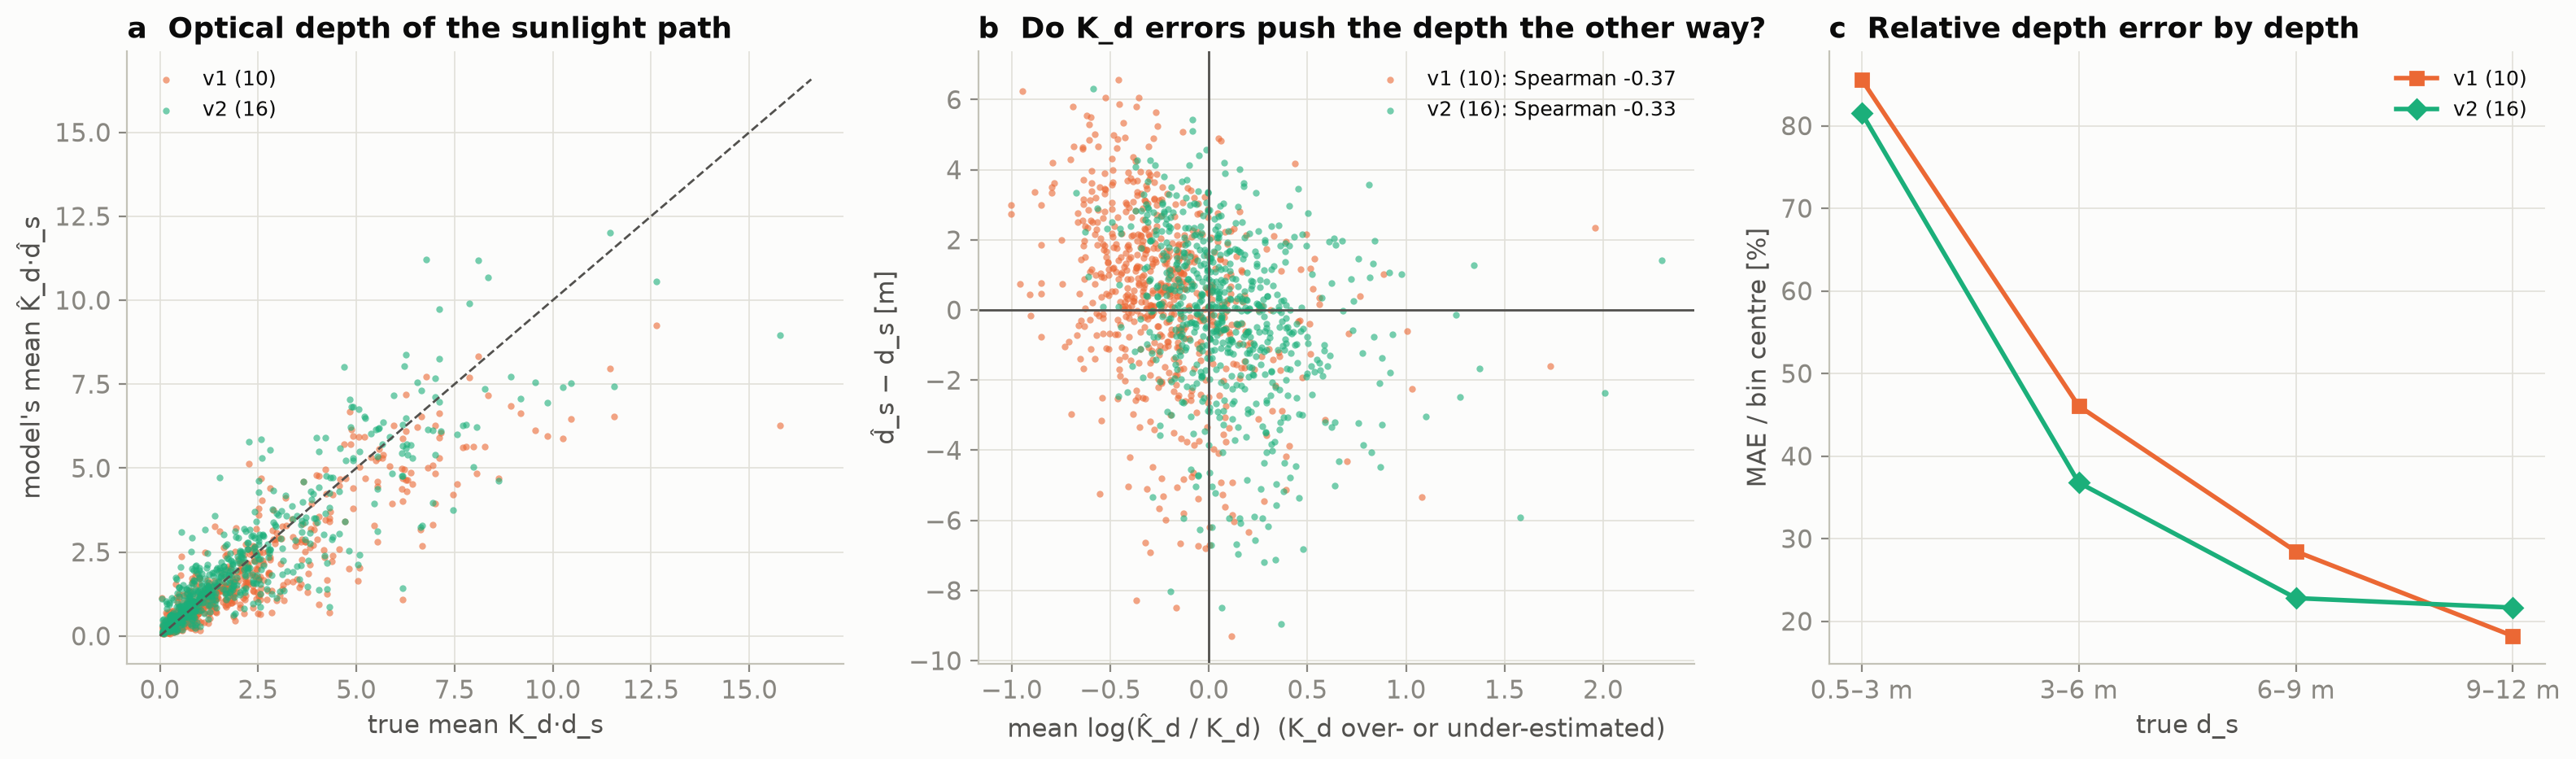 a Optical depth of the sunlight path
v1 (10)
v2 (16)
model's mean K̂_d·d̂_s
15.0
12.5
10.0
7.5
5.0
2.5
0.0
0.0 2.5 5.0 7.5 10.0 12.5 15.0
true mean K_d·d_s
b Do K_d errors push the depth the other way?
v1 (10): Spearman -0.37
v2 (16): Spearman -0.33
d̂_s − d_s [m]
6
4
2
0
−2
−4
−6
−8
−10
−1.0 −0.5 0.0 0.5 1.0 1.5 2.0
mean log(K̂_d / K_d) (K_d over- or under-estimated)
c Relative depth error by depth
v1 (10)
v2 (16)
MAE / bin centre [%]
80
70
60
50
40
30
20
0.5–3 m 3–6 m 6–9 m 9–12 m
true d_s